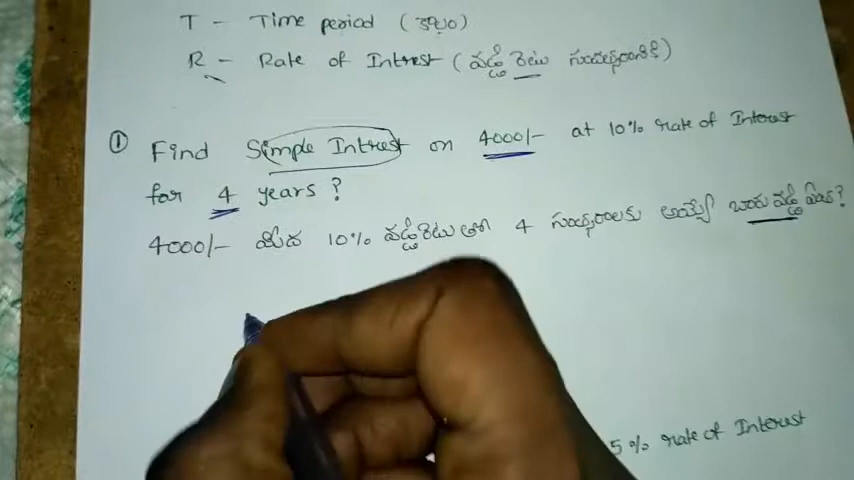 T - Time period (కాలం)
R - Rate of Intrest (వడ్డీ రేటు సంవత్సరానికి)
① Find Simple Intrest on 4000/- at 10% rate of Interest
for 4 years ?
4000/- మీద 10% వడ్డీరేటు 4 సంవత్సరాలకు అయ్యే బారువడ్డీ ఎంత?
5% rate of Interest